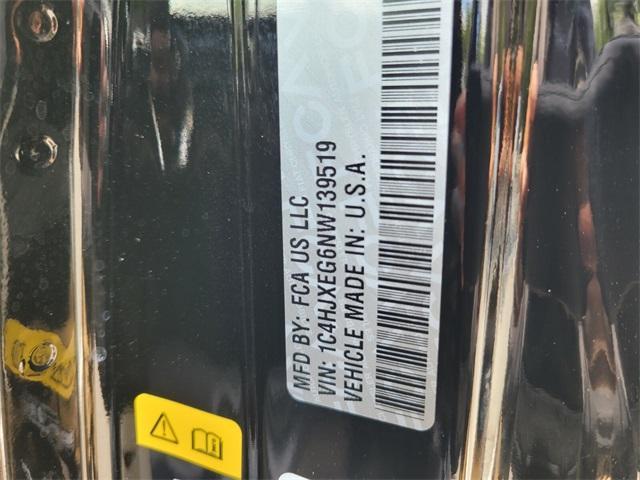 MFD BY: FCA US LLC
VIN: 1C4HJXEG6NW139519
VEHICLE MADE IN: U.S.A.